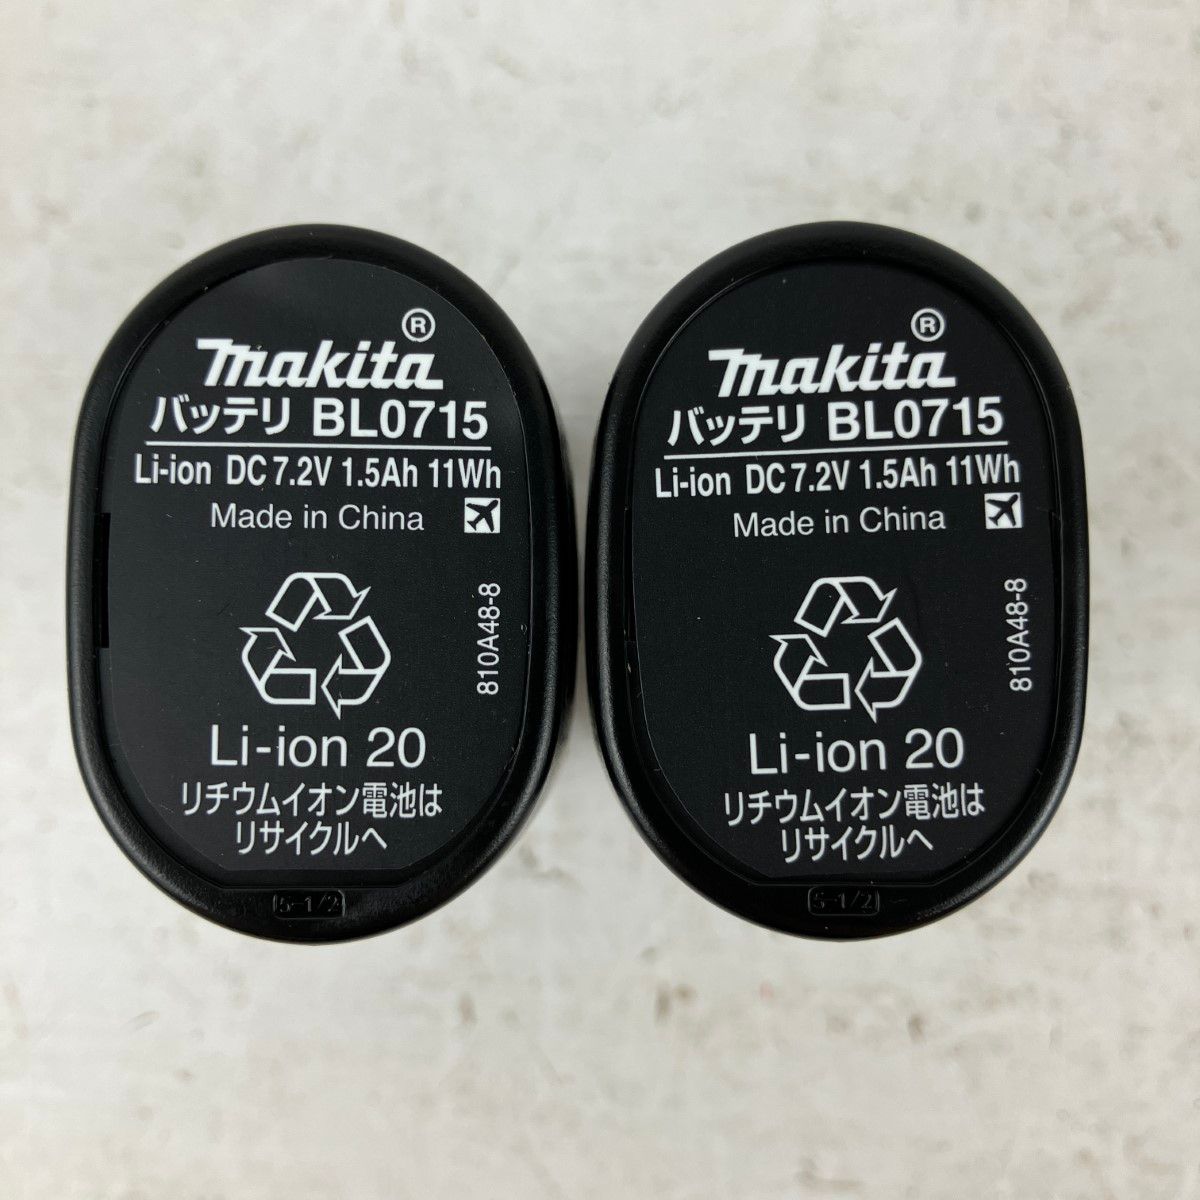 makita®
バッテリ BL0715
Li-ion DC 7.2V 1.5Ah 11Wh
Made in China
810A48-8
Li-ion 20
リチウムイオン電池は
リサイクルへ
5-1/2
makita®
バッテリ BL0715
Li-ion DC 7.2V 1.5Ah 11Wh
Made in China
810A48-8
Li-ion 20
リチウムイオン電池は
リサイクルへ
S-1/2